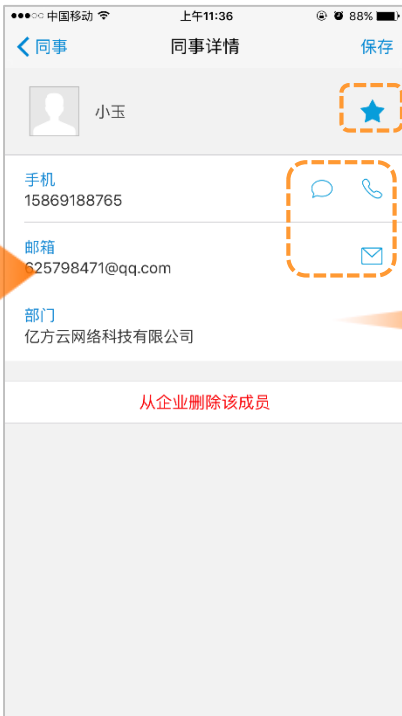 中国移动 上午11:36 88%
同事 同事详情 保存
小玉
手机
15869188765
邮箱
625798471@qq.com
部门
亿方云网络科技有限公司
从企业删除该成员